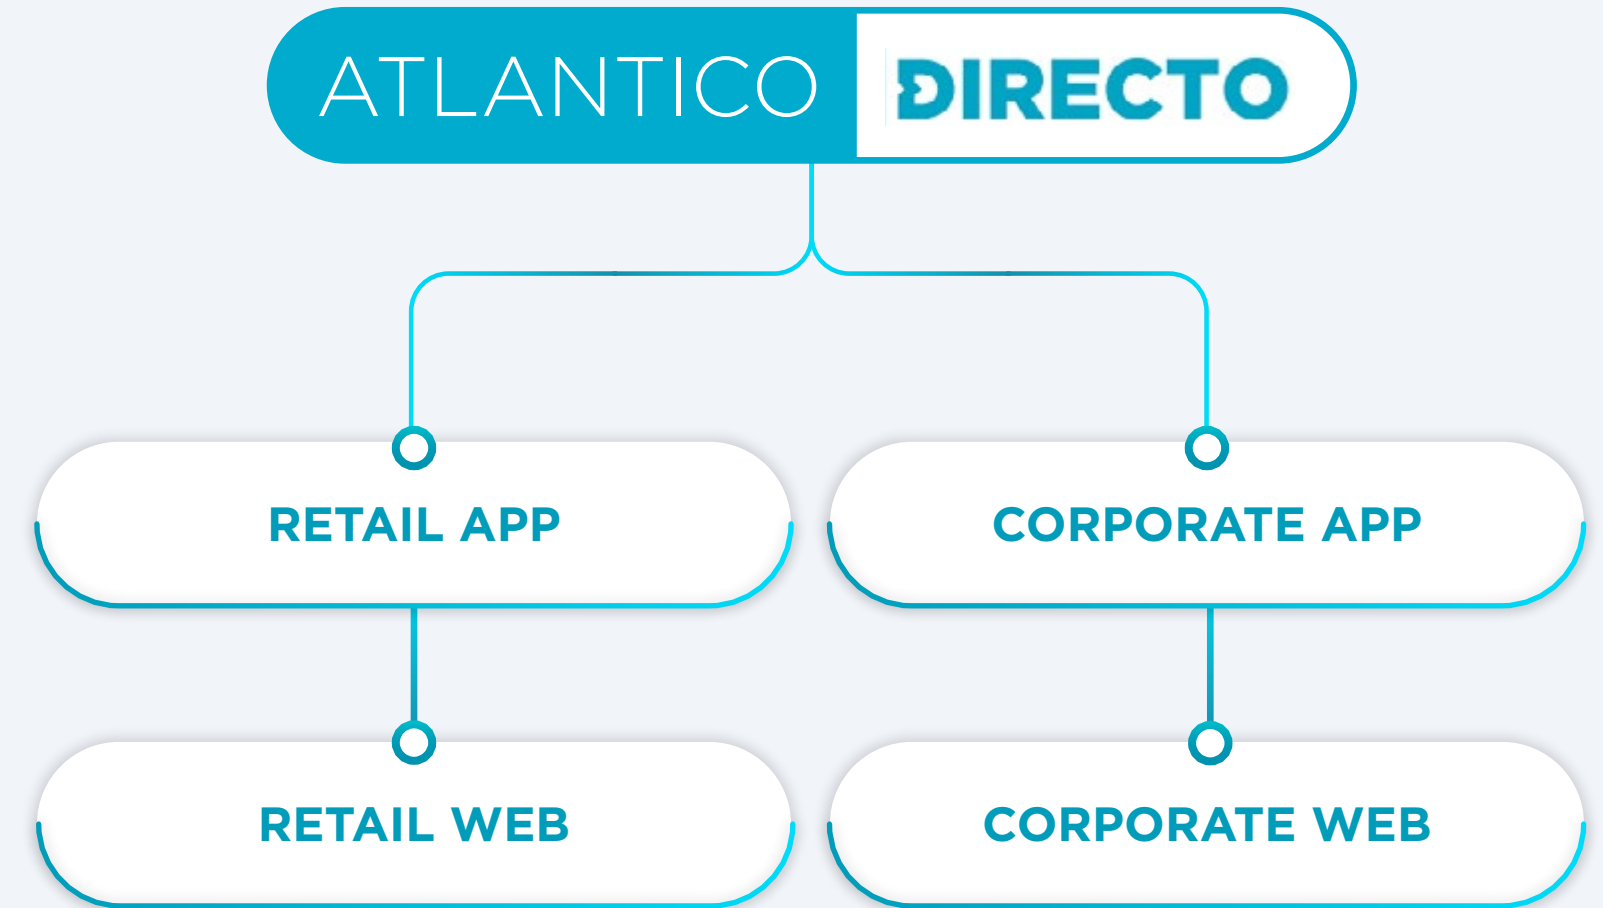 ATLANTICO DIRECTO
RETAIL APP
CORPORATE APP
RETAIL WEB
CORPORATE WEB